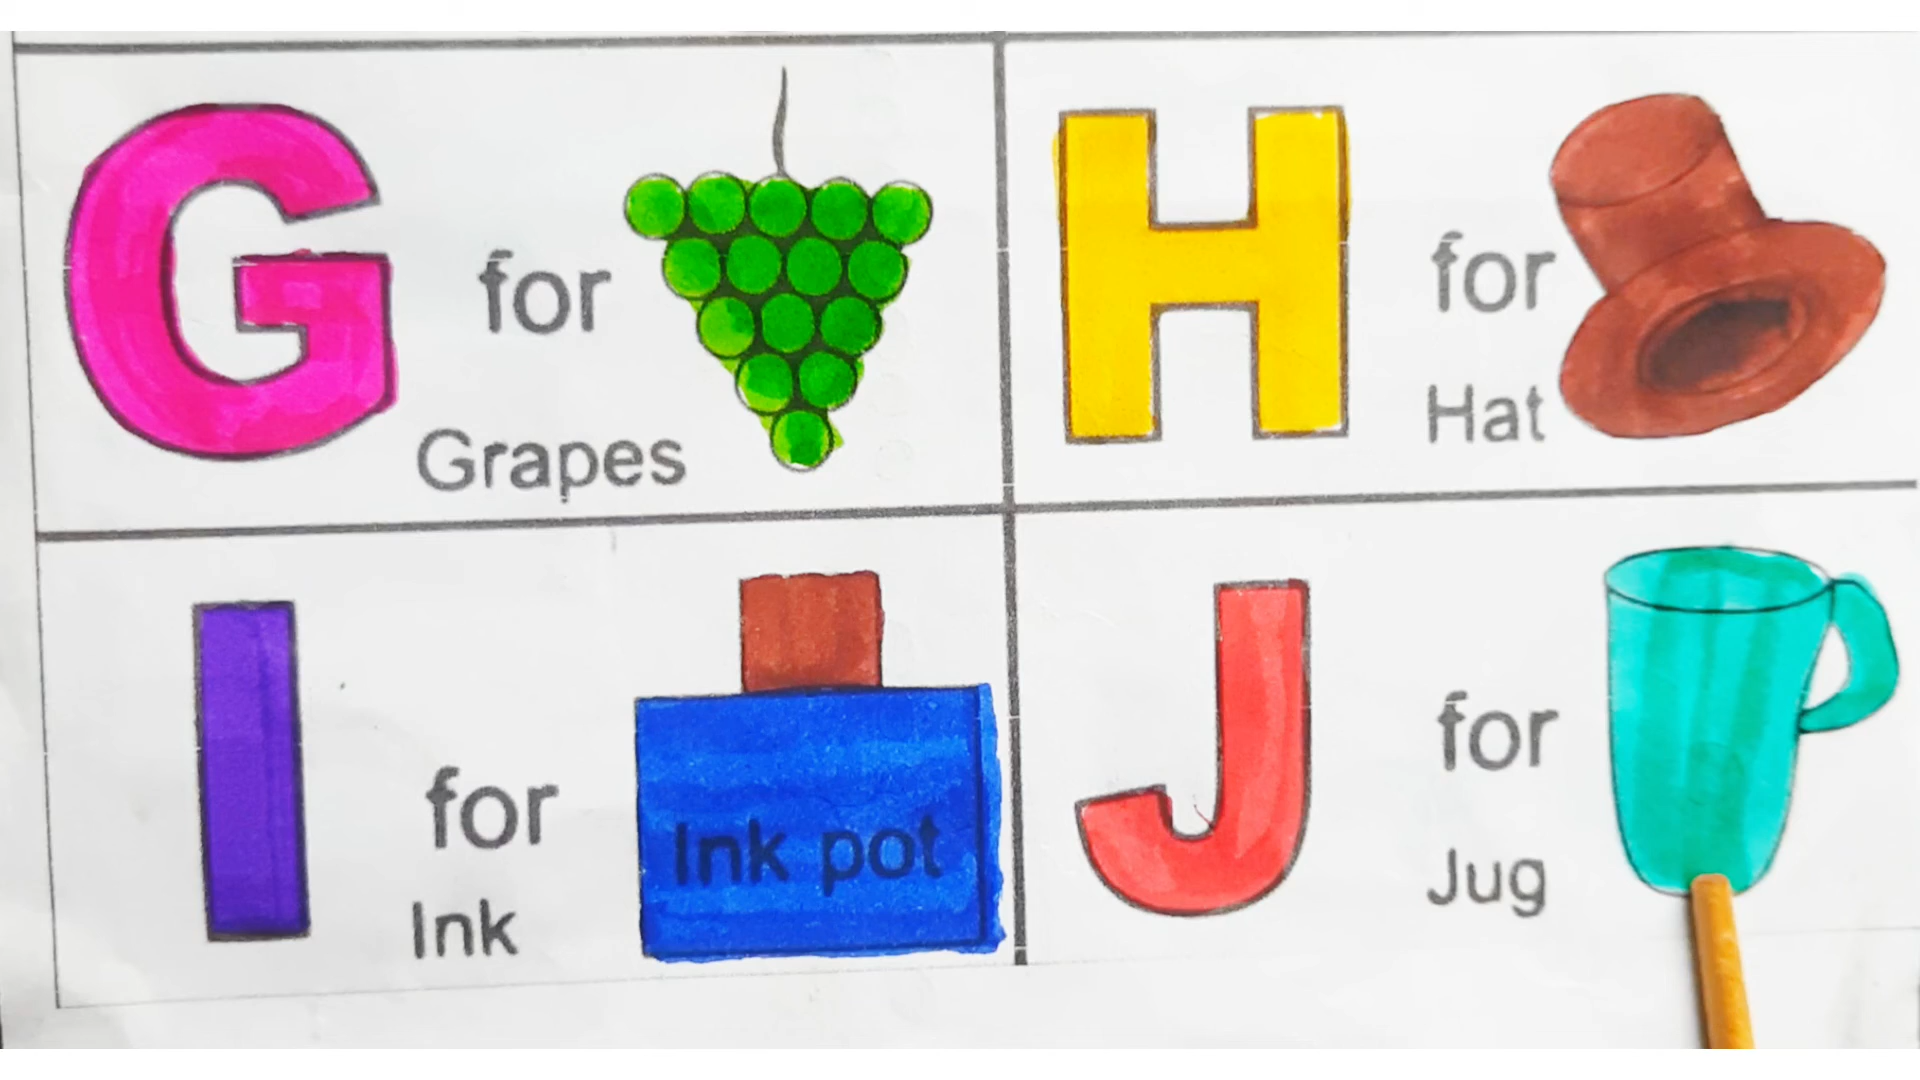 G for
Grapes
H for
Hat
I for
Ink
Ink pot
J for
Jug